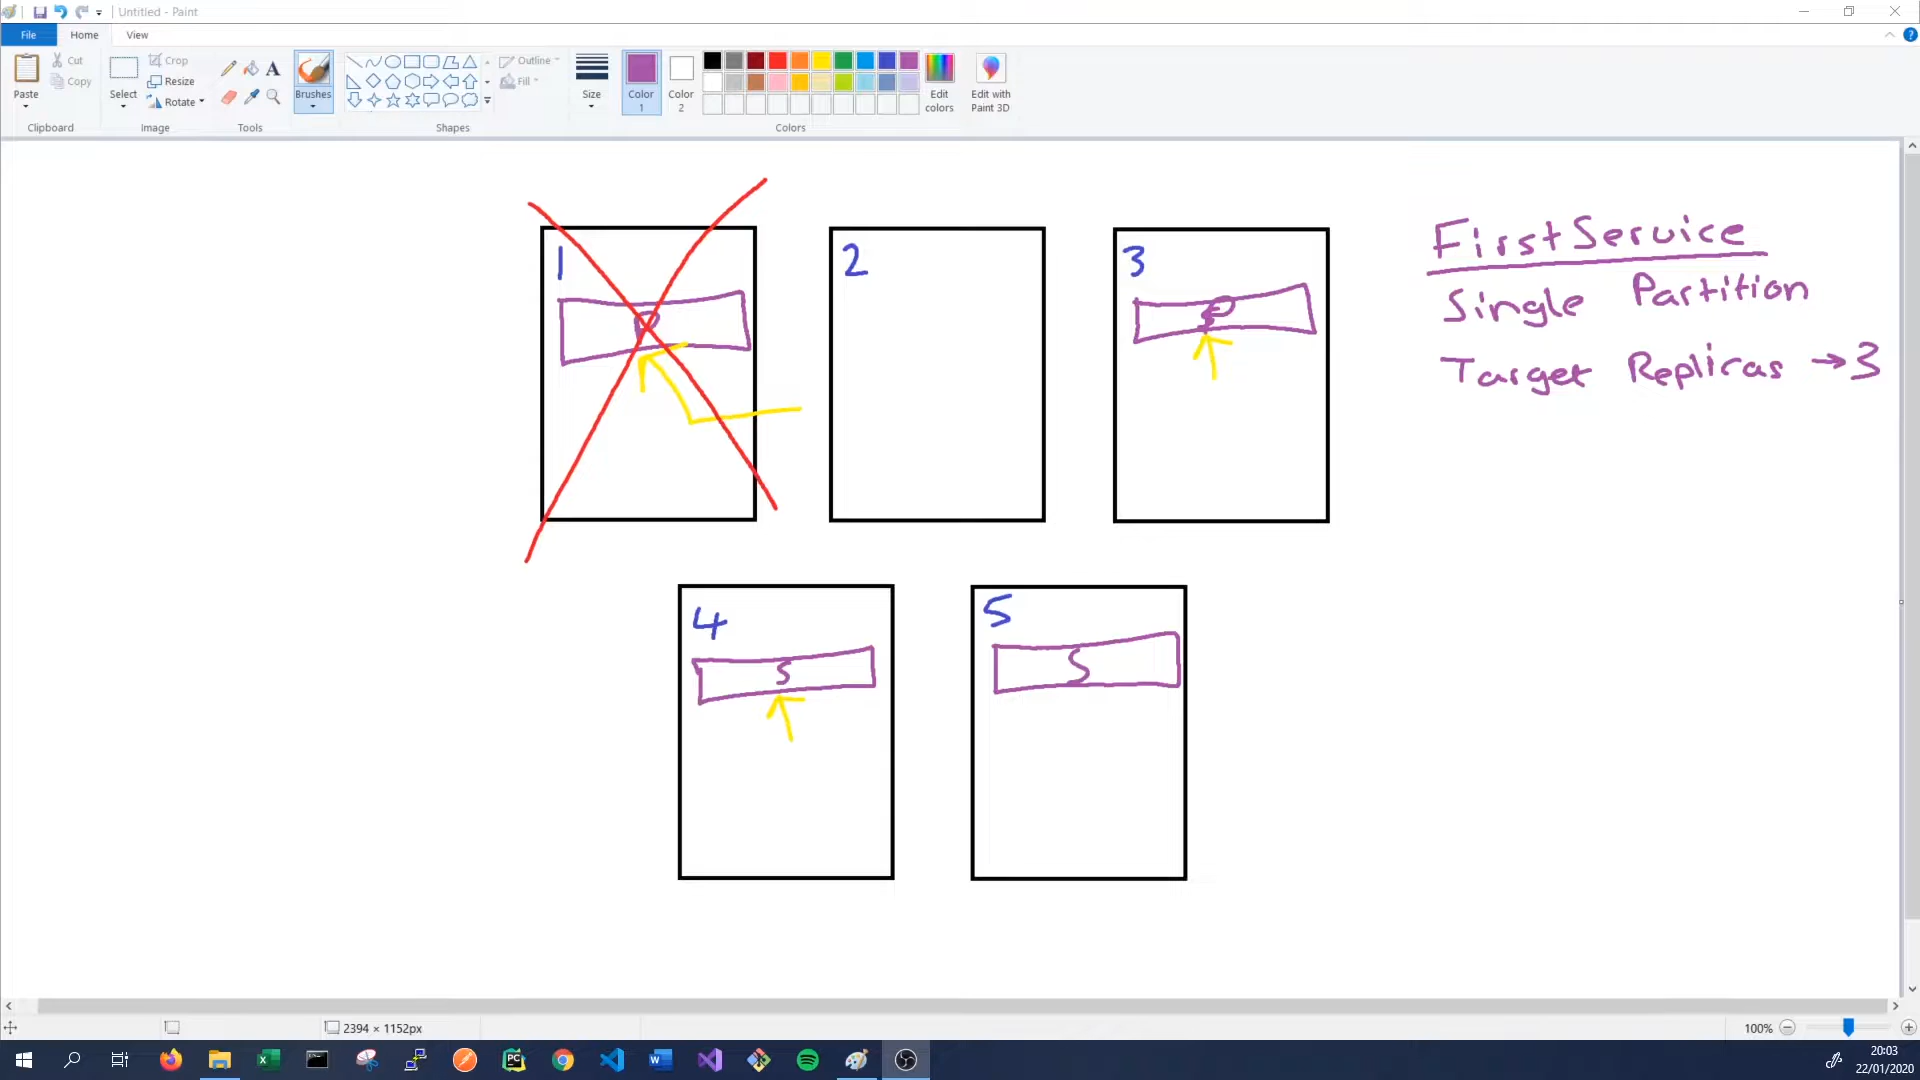 Untitled - Paint
File Home View
Paste
Cut
Copy
Clipboard
Select
Crop
Resize
Rotate
Image
Tools
Brushes
Shapes
Outline
Fill
Size
Color 1
Color 2
Colors
Edit colors
Edit with Paint 3D
1
P
2
3
P
FirstService
Single Partition
Target Replicas → 3
4
S
5
S
2394 × 1152px
100%
20:03
22/01/2020